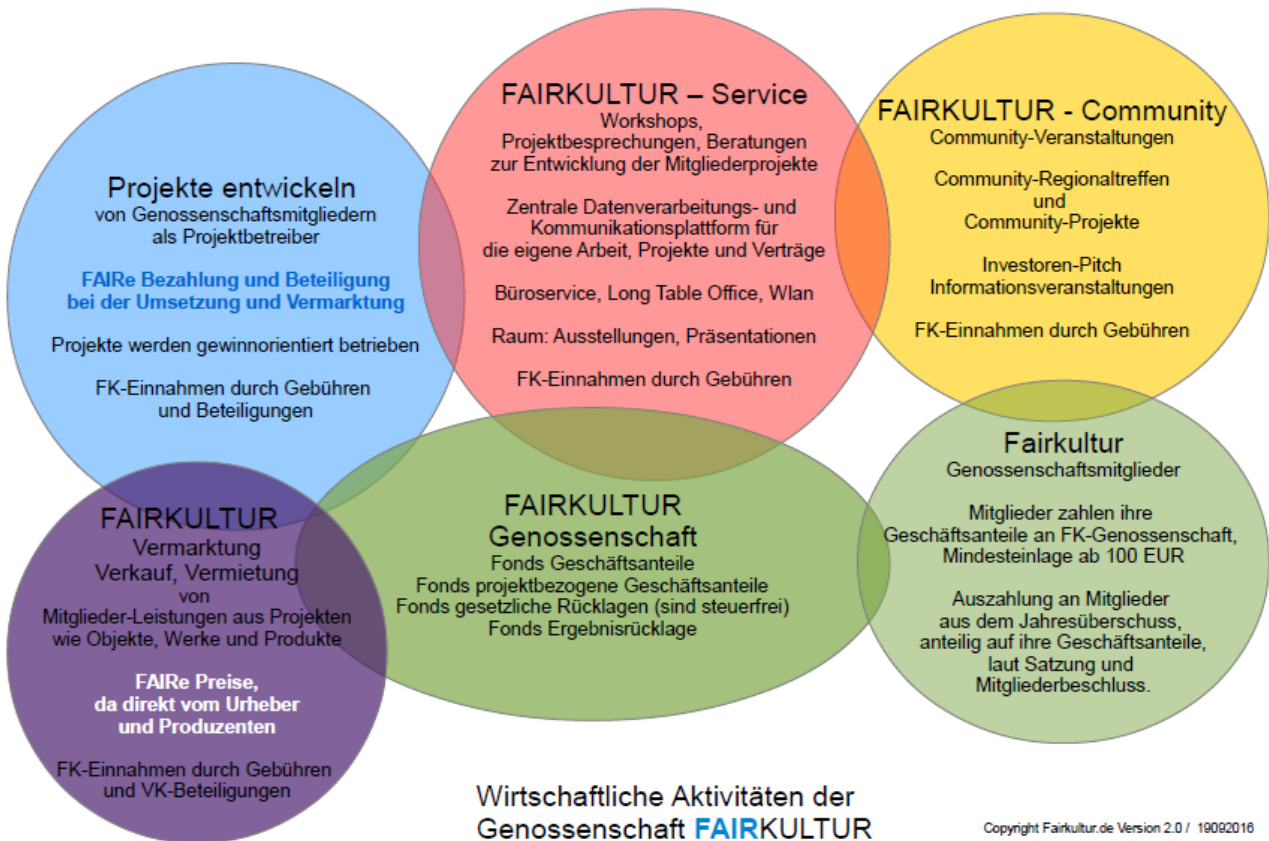 Projekte entwickeln
von Genossenschaftsmitgliedern
als Projektbetreiber
FAIRe Bezahlung und Beteiligung
bei der Umsetzung und Vermarktung
Projekte werden gewinnorientiert betrieben
FK-Einnahmen durch Gebühren
und Beteiligungen
FAIRKULTUR – Service
Workshops,
Projektbesprechungen, Beratungen
zur Entwicklung der Mitgliederprojekte
Zentrale Datenverarbeitungs- und
Kommunikationsplattform für
die eigene Arbeit, Projekte und Verträge
Büroservice, Long Table Office, Wlan
Raum: Ausstellungen, Präsentationen
FK-Einnahmen durch Gebühren
FAIRKULTUR - Community
Community-Veranstaltungen
Community-Regionaltreffen
und
Community-Projekte
Investoren-Pitch
Informationsveranstaltungen
FK-Einnahmen durch Gebühren
FAIRKULTUR
Vermarktung
Verkauf, Vermietung
von
Mitglieder-Leistungen aus Projekten
wie Objekte, Werke und Produkte
FAIRe Preise,
da direkt vom Urheber
und Produzenten
FK-Einnahmen durch Gebühren
und VK-Beteiligungen
FAIRKULTUR
Genossenschaft
Fonds Geschäftsanteile
Fonds projektbezogene Geschäftsanteile
Fonds gesetzliche Rücklagen (sind steuerfrei)
Fonds Ergebnisrücklage
Fairkultur
Genossenschaftsmitglieder
Mitglieder zahlen ihre
Geschäftsanteile an FK-Genossenschaft,
Mindesteinlage ab 100 EUR
Auszahlung an Mitglieder
aus dem Jahresüberschuss,
anteilig auf ihre Geschäftsanteile,
laut Satzung und
Mitgliederbeschluss.
Wirtschaftliche Aktivitäten der
Genossenschaft FAIRKULTUR
Copyright Fairkultur.de Version 2.0 / 19092016